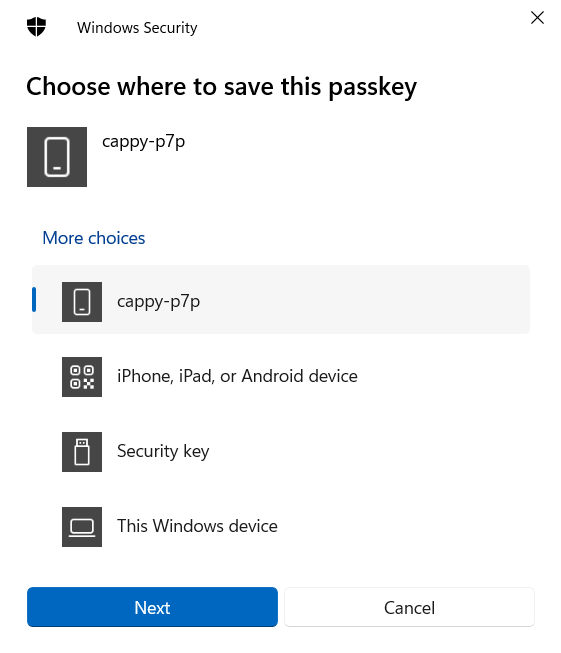 Windows Security
Choose where to save this passkey
cappy-p7p
More choices
cappy-p7p
iPhone, iPad, or Android device
Security key
This Windows device
Next
Cancel